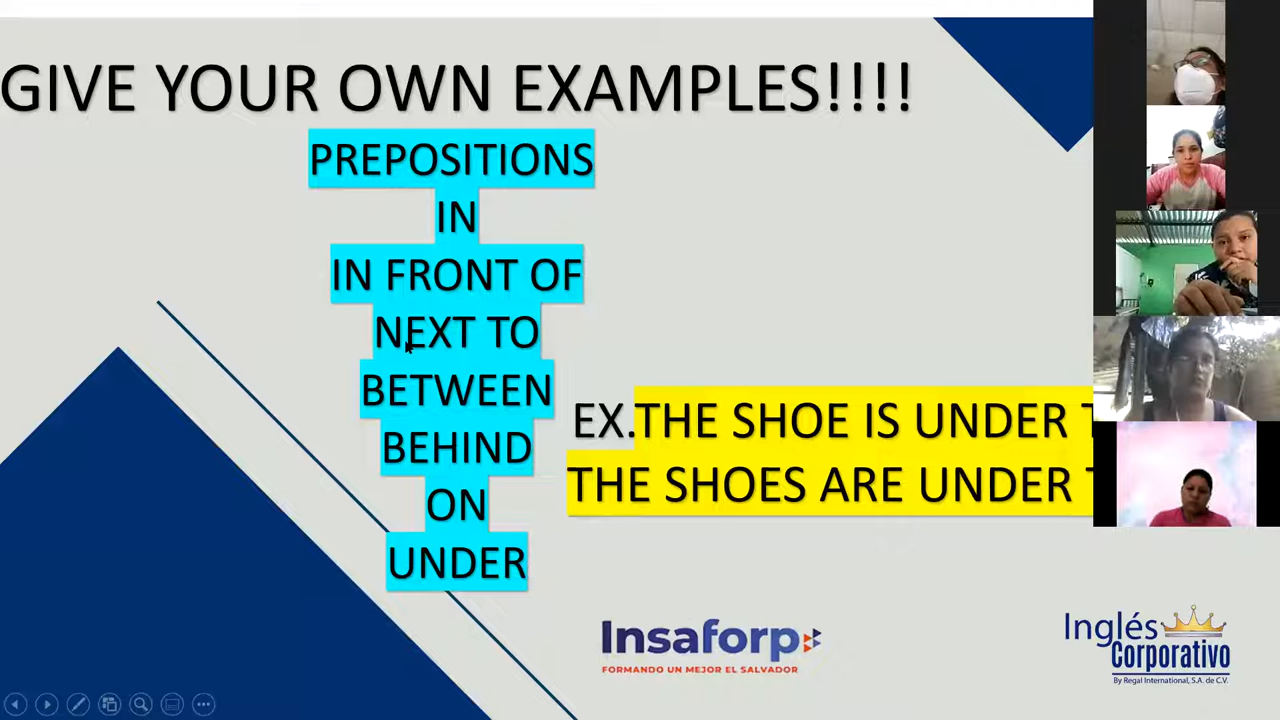 GIVE YOUR OWN EXAMPLES!!!!
PREPOSITIONS
IN
IN FRONT OF
NEXT TO
BETWEEN
BEHIND
ON
UNDER
EX.THE SHOE IS UNDER
THE SHOES ARE UNDER
Insaforp
FORMANDO UN MEJOR EL SALVADOR
Inglés
Corporativo
By Regal International, S.A. de C.V.